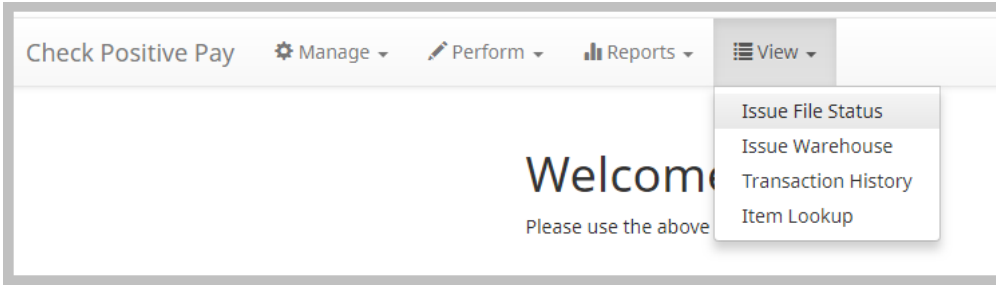 Check Positive Pay Manage Perform Reports View
Issue File Status
Issue Warehouse
Welcome
Transaction History
Item Lookup
Please use the above